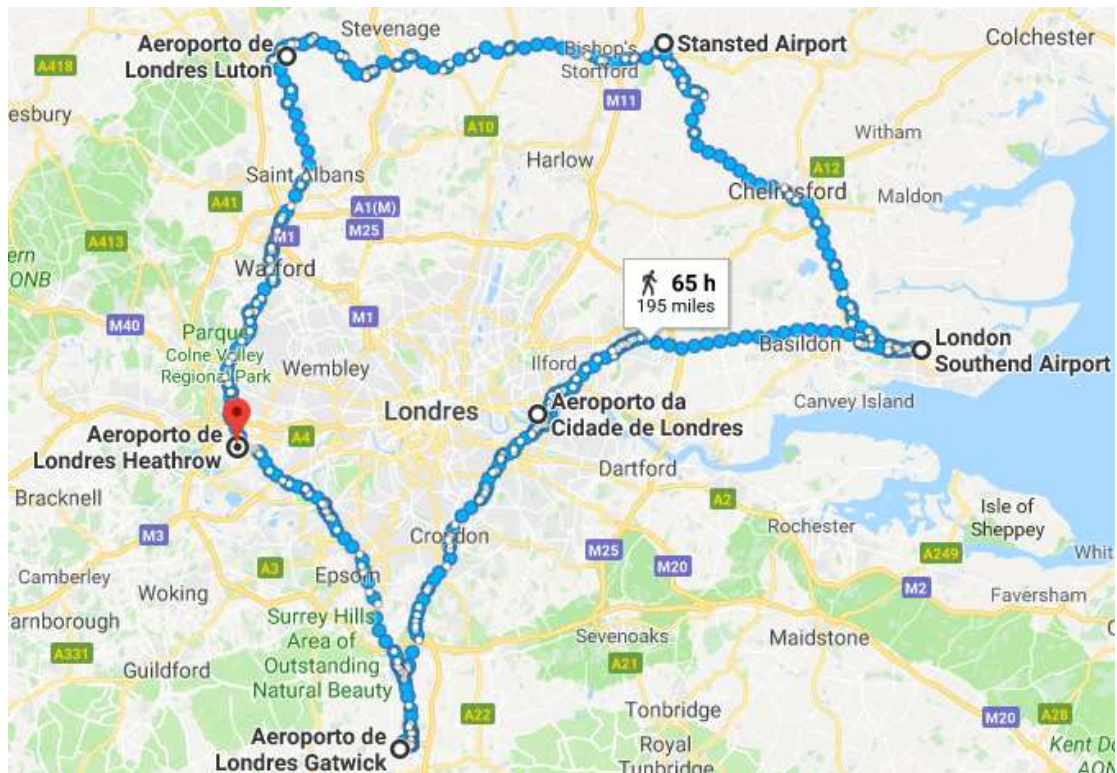 Stevenage
Colchester
Aeroporto de
Londres Luton
Bishop's
Stortford
Stansted Airport
A418
esbury
M11
A10
Witham
Harlow
A12
Saint Albans
Chelmsford
Maldon
A41
A1(M)
M25
A413
M1
Watford
ern
ONB
65 h
195 miles
M40
M1
Parque
Colne Valley
Regional Park
Ilford
Basildon
London
Southend Airport
Wembley
Londres
Canvey Island
Aeroporto da
Cidade de Londres
Aeroporto de
Londres Heathrow
A4
Dartford
Bracknell
A2
Isle of
Sheppey
Rochester
M3
Croydon
M25
A249
Whit
M20
Camberley
A3
Epsom
M2
Woking
Faversham
arnborough
Surrey Hills
Area of
Outstanding
Natural Beauty
Sevenoaks
Maidstone
A331
Guildford
A21
A22
Tonbridge
M20
A28
Aeroporto de
Londres Gatwick
Royal
Tunbridge
Kent Do
AON